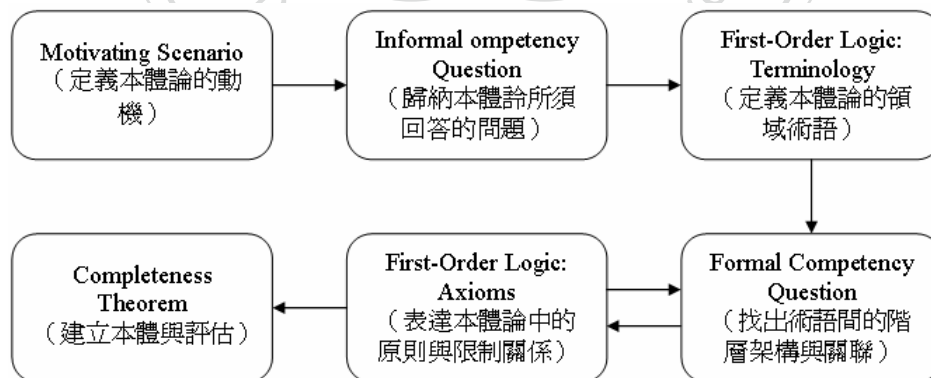 Motivating Scenario
（定義本體論的動
機）
Informal ompetency
Question
（歸納本體諭所須
回答的問題）
First-Order Logic:
Terminology
（定義本體論的領
域術語）
Formal Competency
Question
（找出術語間的階
層架構與關聯）
First-Order Logic:
Axioms
（表達本體論中的
原則與限制關係）
Completeness
Theorem
（建立本體與評估）